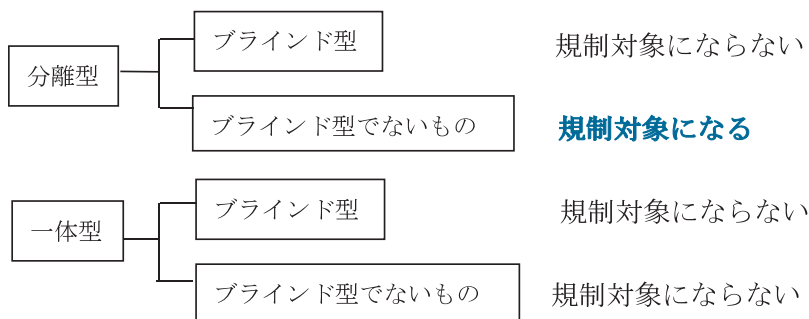 ブラインド型 規制対象にならない
分離型
ブラインド型でないもの 規制対象になる
ブラインド型 規制対象にならない
一体型
ブラインド型でないもの 規制対象にならない